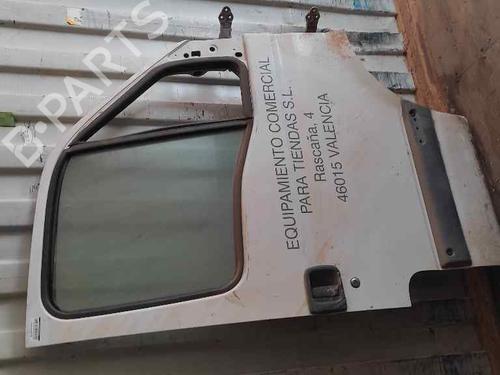 B-PARTS
EQUIPAMIENTO COMERCIAL
PARA TIENDAS S.L.
Rascaña, 4
46015 VALENCIA